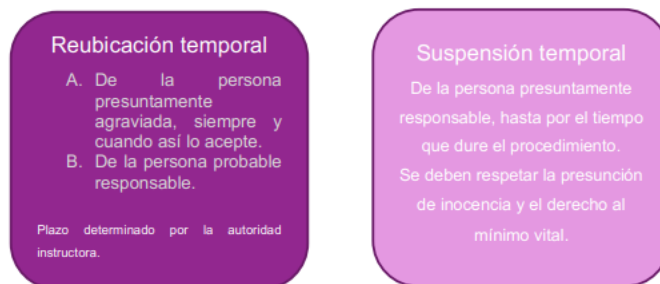 Reubicación temporal
A. De la persona
presuntamente
agraviada, siempre y
cuando así lo acepte.
B. De la persona probable
responsable.
Plazo determinado por la autoridad
instructora.
Suspensión temporal
De la persona presuntamente
responsable, hasta por el tiempo
que dure el procedimiento.
Se deben respetar la presunción
de inocencia y el derecho al
mínimo vital.